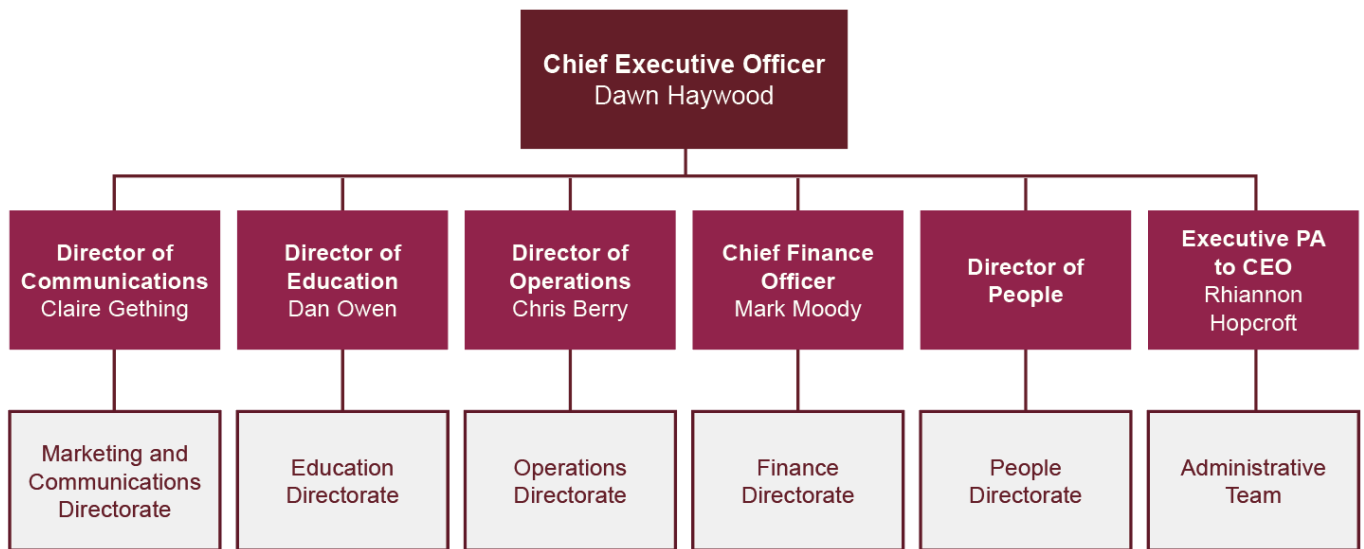 Chief Executive Officer
Dawn Haywood
Director of
Communications
Claire Gething
Director of
Education
Dan Owen
Director of
Operations
Chris Berry
Chief Finance
Officer
Mark Moody
Director of
People
Executive PA
to CEO
Rhiannon
Hopcroft
Marketing and
Communications
Directorate
Education
Directorate
Operations
Directorate
Finance
Directorate
People
Directorate
Administrative
Team